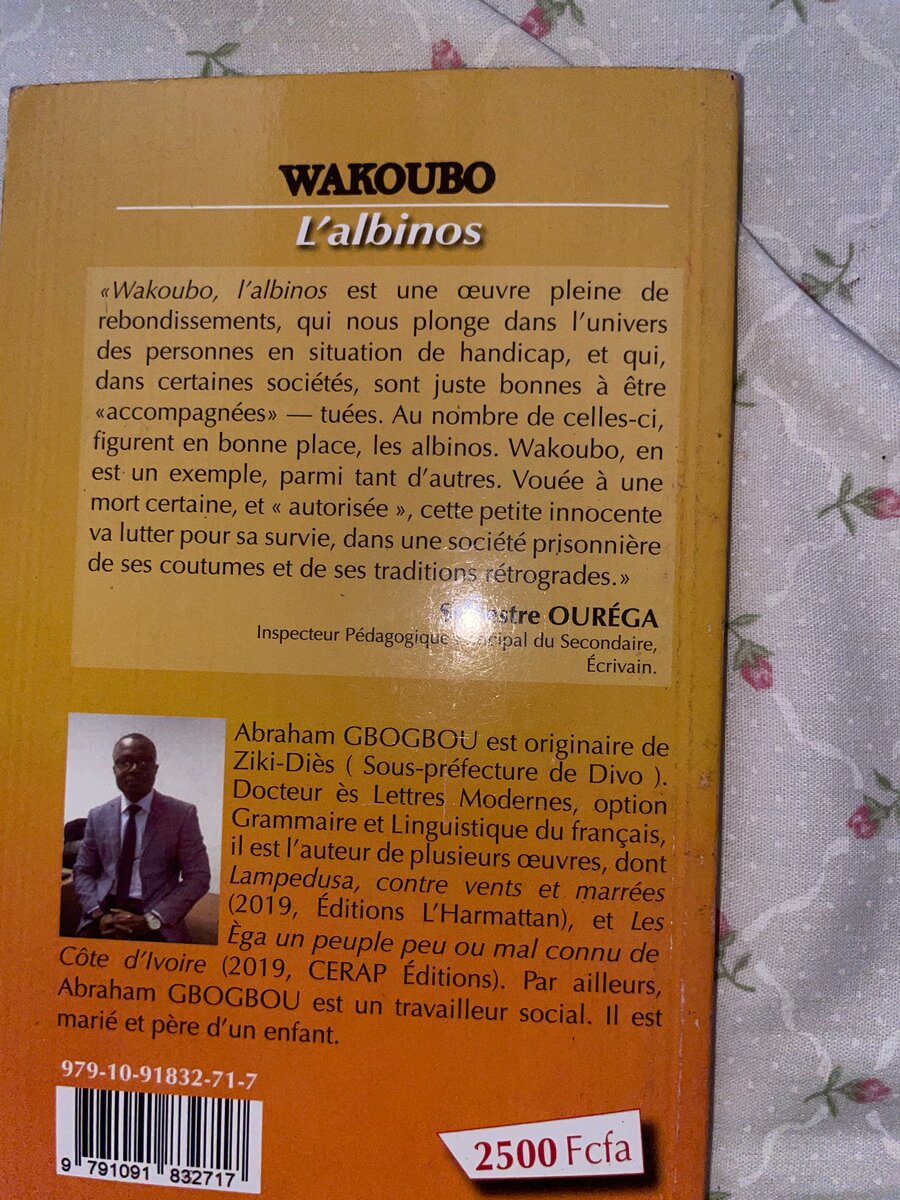 WAKOUBO
L'albinos
«Wakoubo, l'albinos est une œuvre pleine de
rebondissements, qui nous plonge dans l'univers
des personnes en situation de handicap, et qui,
dans certaines sociétés, sont juste bonnes à être
«accompagnées» — tuées. Au nombre de celles-ci,
figurent en bonne place, les albinos. Wakoubo, en
est un exemple, parmi tant d'autres. Vouée à une
mort certaine, et « autorisée », cette petite innocente
va lutter pour sa survie, dans une société prisonnière
de ses coutumes et de ses traditions rétrogrades.»
OURÉGA
Inspecteur Pédagogique du Secondaire,
Écrivain.
Abraham GBOGBOU est originaire de
Ziki-Diès ( Sous-préfecture de Divo ).
Docteur ès Lettres Modernes, option
Grammaire et Linguistique du français,
il est l'auteur de plusieurs œuvres, dont
Lampedusa, contre vents et marrées
(2019, Éditions L'Harmattan), et Les
Èga un peuple peu ou mal connu de
Côte d'Ivoire (2019, CERAP Éditions). Par ailleurs,
Abraham GBOGBOU est un travailleur social. Il est
marié et père d'un enfant.
979-10-91832-71-7
9 791091 832717
2500 Fcfa